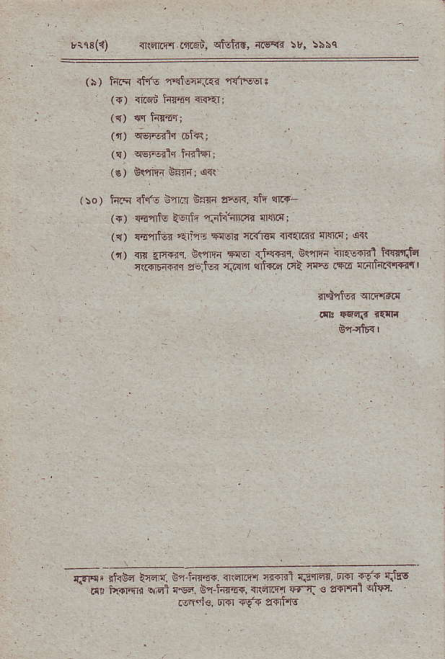 ৮২৭৪(খ) বাংলাদেশ গেজেট, অতিরিক্ত, নভেম্বর ১৮, ১৯৯৭
(৯) নিম্নে বর্ণিত পদ্ধতিসমূহের পর্যাপ্ততাঃ
(ক) বাজেট নিয়ন্ত্রণ ব্যবস্থা;
(খ) ঋণ নিয়ন্ত্রণ;
(গ) অভ্যন্তরীণ চেকিং;
(ঘ) অভ্যন্তরীণ নিরীক্ষা;
(ঙ) উৎপাদন উন্নয়ন; এবং
(১০) নিম্নে বর্ণিত উপায়ে উন্নয়ন প্রস্তাব, যদি থাকে—
(ক) যন্ত্রপাতি ইত্যাদি পুনর্বিন্যাসের মাধ্যমে;
(খ) যন্ত্রপাতির স্থাপিত ক্ষমতার সর্বোত্তম ব্যবহারের মাধ্যমে; এবং
(গ) ব্যয় হ্রাসকরণ, উৎপাদন ক্ষমতা বৃদ্ধিকরণ, উৎপাদন ব্যাহতকারী বিষয়গুলি
সংকোচনকরণ প্রভৃতির সুযোগ থাকিলে সেই সমস্ত ক্ষেত্রে মনোনিবেশকরণ।
রাষ্ট্রপতির আদেশক্রমে
মোঃ ফজলুর রহমান
উপ-সচিব।
মুহাম্মদ রবিউল ইসলাম, উপ-নিয়ন্ত্রক, বাংলাদেশ সরকারী মুদ্রণালয়, ঢাকা কর্তৃক মুদ্রিত
মোঃ সিকান্দার আলী মন্ডল, উপ-নিয়ন্ত্রক, বাংলাদেশ ফরমস্ ও প্রকাশনী অফিস,
তেজগাঁও, ঢাকা কর্তৃক প্রকাশিত